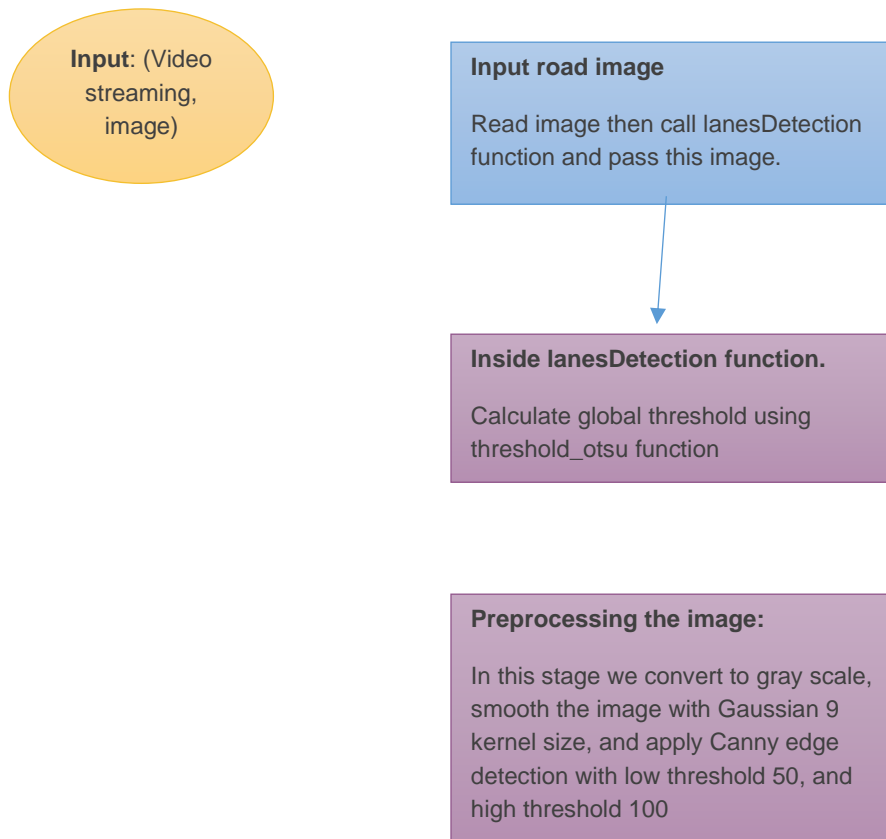 Input: (Video
streaming,
image)
Input road image
Read image then call lanesDetection
function and pass this image.
Inside lanesDetection function.
Calculate global threshold using
threshold_otsu function
Preprocessing the image:
In this stage we convert to gray scale,
smooth the image with Gaussian 9
kernel size, and apply Canny edge
detection with low threshold 50, and
high threshold 100